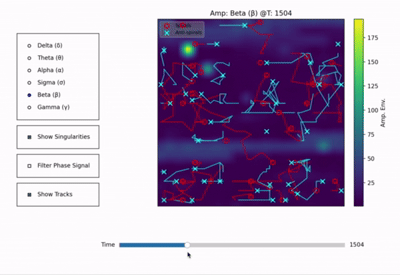 Amp: Beta (β) @T: 1504
Delta (δ)
Theta (θ)
Alpha (α)
Sigma (σ)
Beta (β)
Gamma (γ)
Show Singularities
Filter Phase Signal
Show Tracks
Anti-spirals
175
150
125
100
75
50
25
Amp. Env.
Time
1504